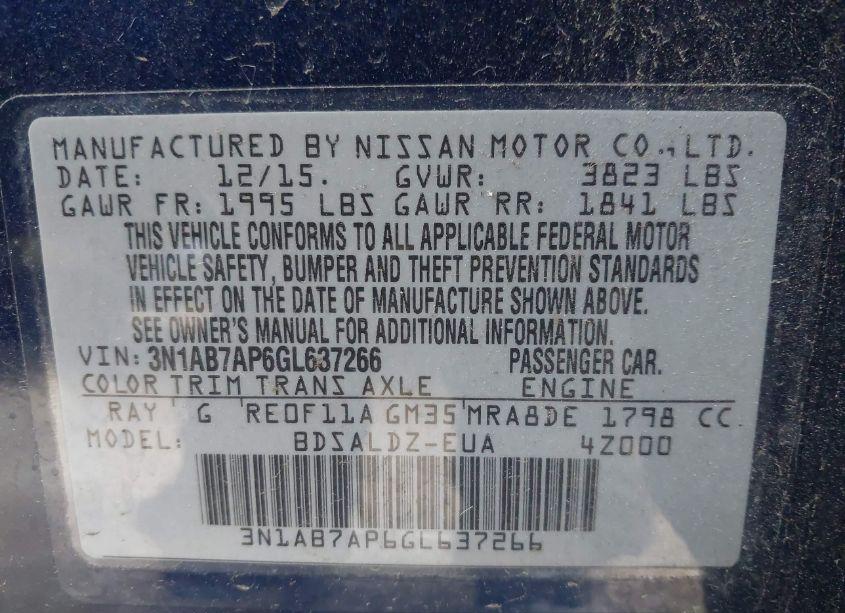 MANUFACTURED BY NISSAN MOTOR CO., LTD.
DATE: 12/15. GVWR: 3823 LBS
GAWR FR: 1995 LBS GAWR RR: 1841 LBS
THIS VEHICLE CONFORMS TO ALL APPLICABLE FEDERAL MOTOR
VEHICLE SAFETY, BUMPER AND THEFT PREVENTION STANDARDS
IN EFFECT ON THE DATE OF MANUFACTURE SHOWN ABOVE.
SEE OWNER'S MANUAL FOR ADDITIONAL INFORMATION.
VIN: 3N1AB7AP6GL637266 PASSENGER CAR.
COLOR TRIM TRANS AXLE ENGINE
RAY G RE0F11A GM35 MRA8DE 1798 CC
MODEL: BDSALDZ-EUA 4Z000
3N1AB7AP6GL637266